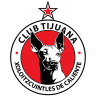 CLUB TIJUANA
XOLOITZCUINTLES DE CALIENTE